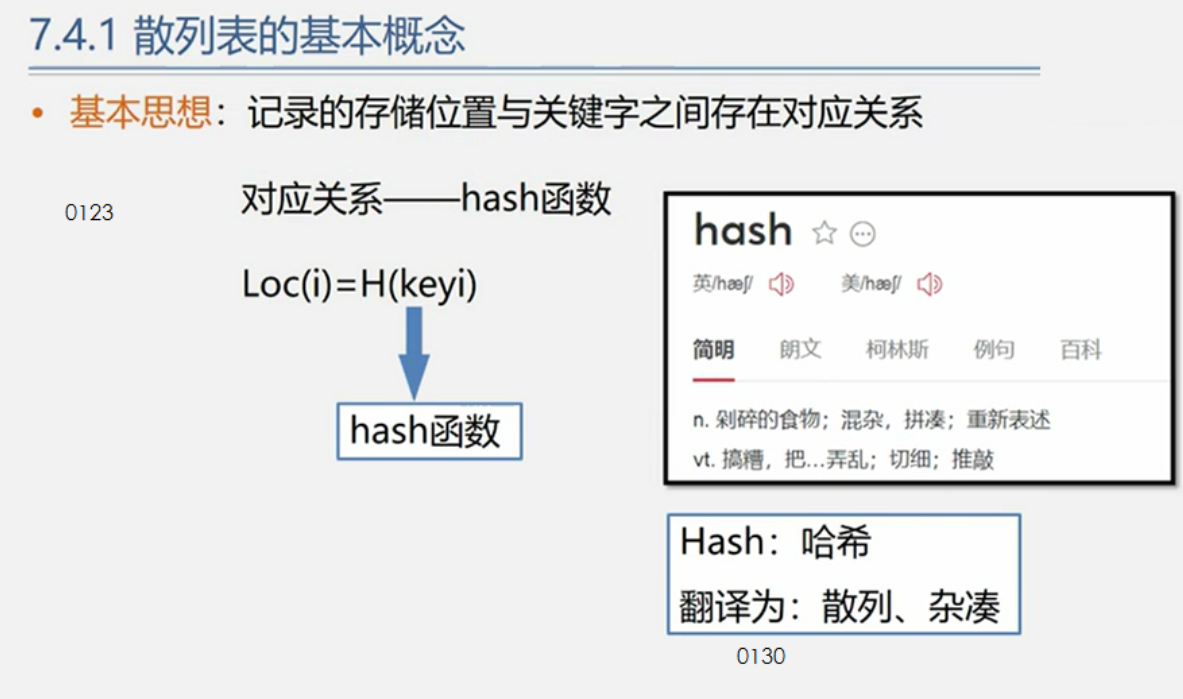 7.4.1 散列表的基本概念
• 基本思想：记录的存储位置与关键字之间存在对应关系
0123
对应关系——hash函数
Loc(i)=H(keyi)
hash函数
hash
英/hæʃ/ 美/hæʃ/
简明 朗文 柯林斯 例句 百科
n. 剁碎的食物；混杂，拼凑；重新表述
vt. 搞糟，把…弄乱；切细；推敲
Hash：哈希
翻译为：散列、杂凑
0130